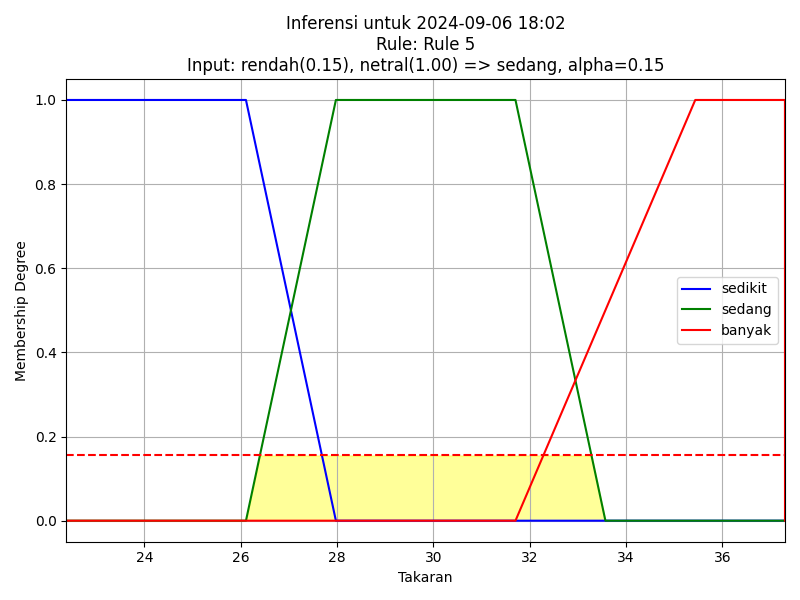 Inferensi untuk 2024-09-06 18:02
Rule: Rule 5
Input: rendah(0.15), netral(1.00) => sedang, alpha=0.15
Membership Degree
1.0
0.8
0.6
0.4
0.2
0.0
sedikit
sedang
banyak
24 26 28 30 32 34 36
Takaran